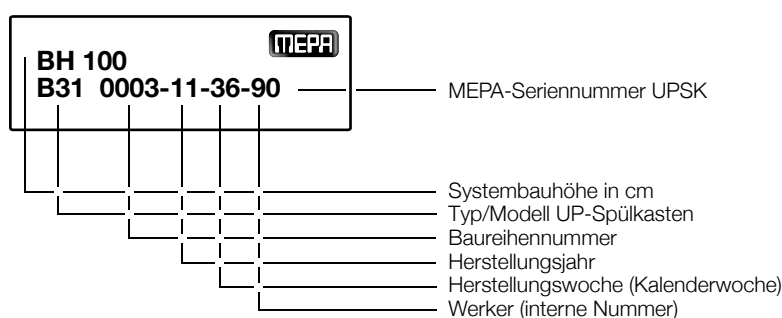 MEPA
BH 100
B31 0003-11-36-90
MEPA-Seriennummer UPSK
Systembauhöhe in cm
Typ/Modell UP-Spülkasten
Baureihennummer
Herstellungsjahr
Herstellungswoche (Kalenderwoche)
Werker (interne Nummer)